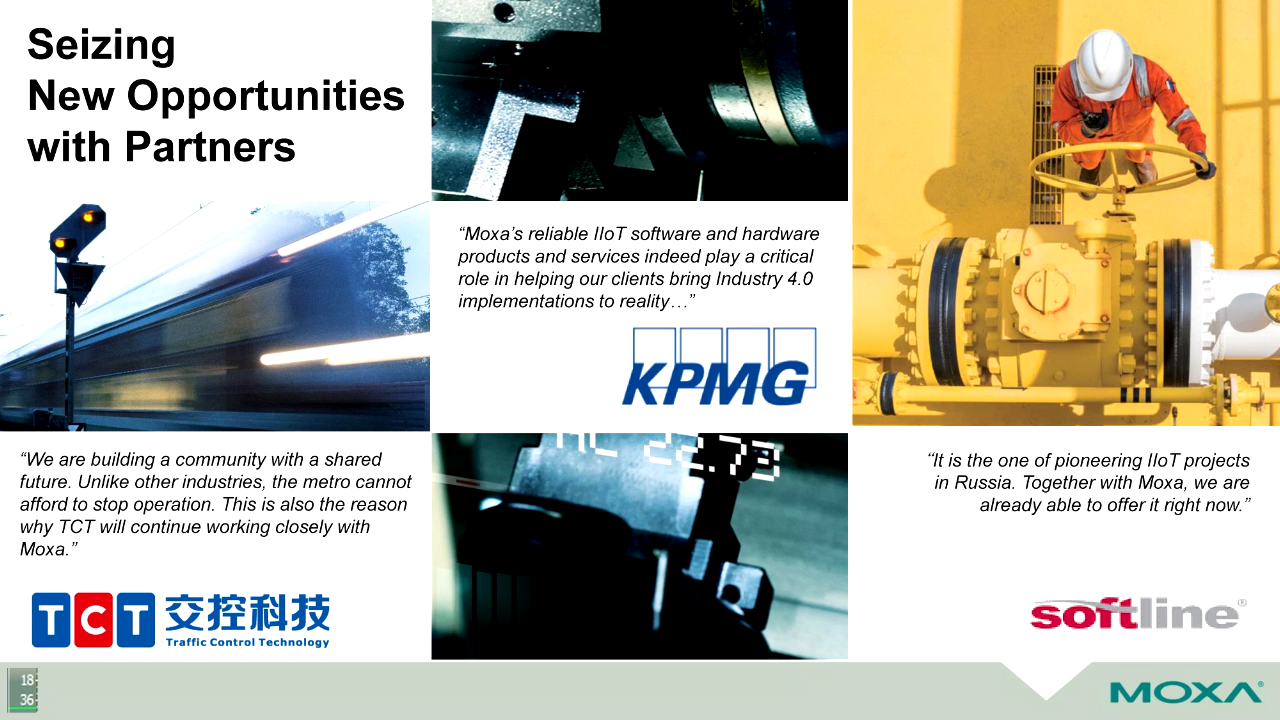 Seizing
New Opportunities
with Partners
“We are building a community with a shared
future. Unlike other industries, the metro cannot
afford to stop operation. This is also the reason
why TCT will continue working closely with
Moxa.”
TCT 交控科技
Traffic Control Technology
“Moxa’s reliable IIoT software and hardware
products and services indeed play a critical
role in helping our clients bring Industry 4.0
implementations to reality…”
KPMG
22.73
“It is the one of pioneering IIoT projects
in Russia. Together with Moxa, we are
already able to offer it right now.”
softline®
18
36
MOXA®